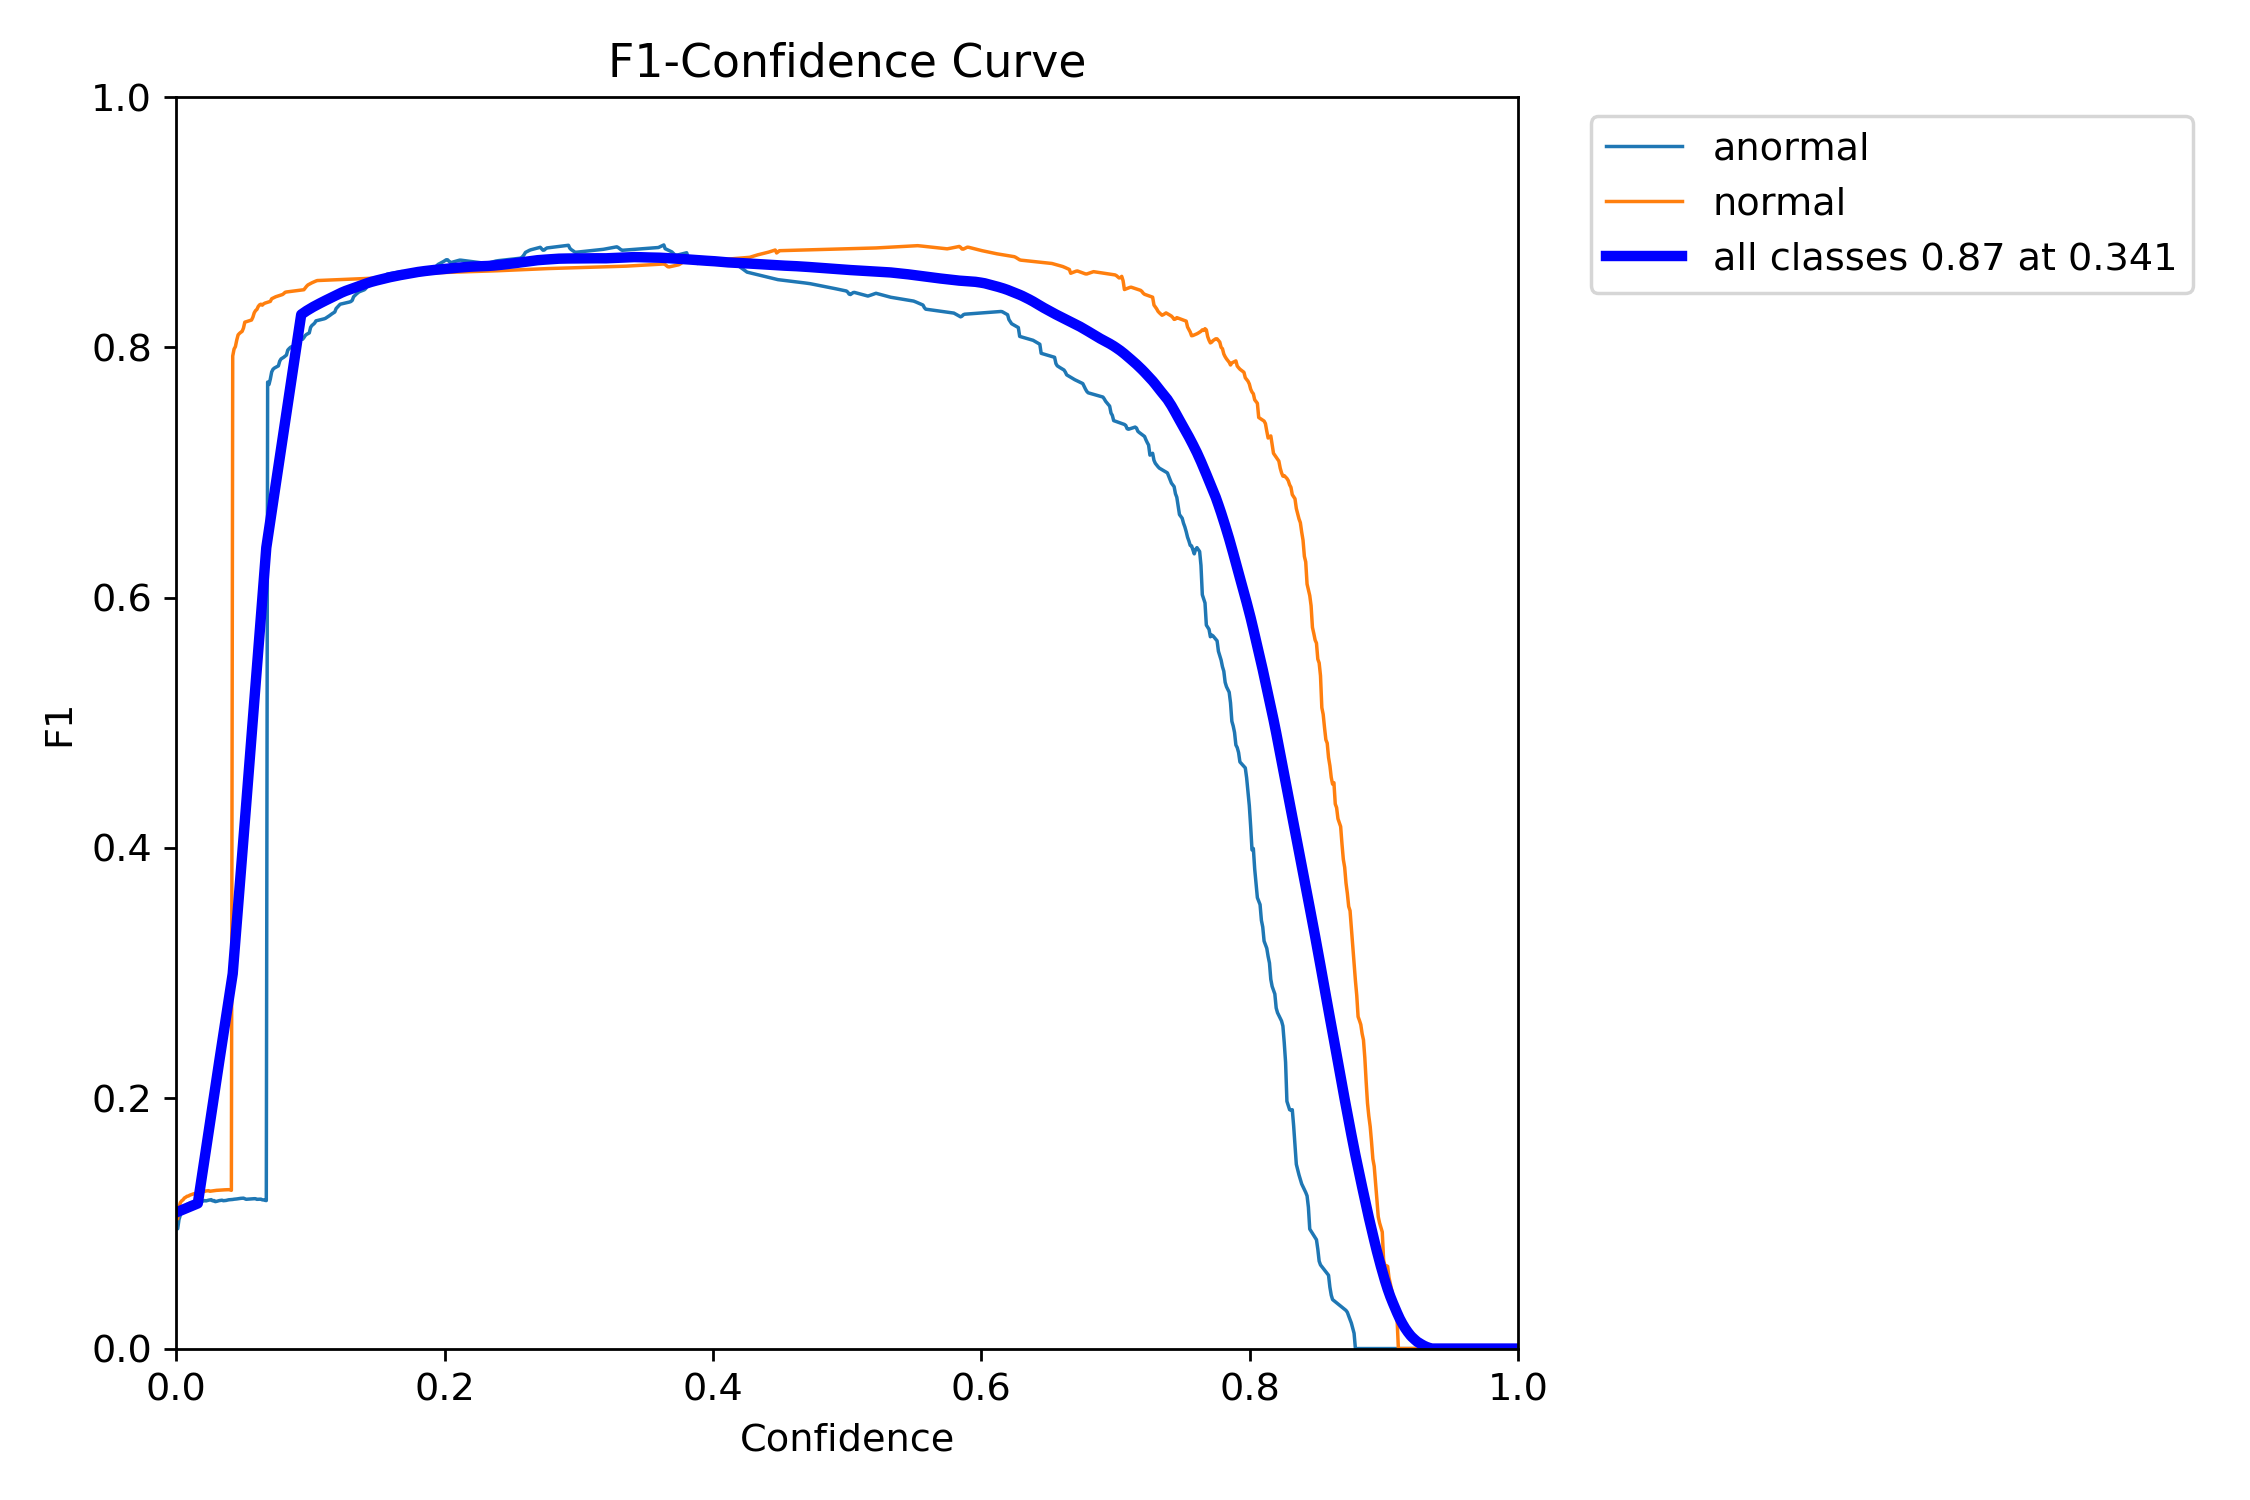 F1-Confidence Curve
1.0
0.8
0.6
0.4
0.2
0.0
F1
0.0 0.2 0.4 0.6 0.8 1.0
Confidence
anormal
normal
all classes 0.87 at 0.341